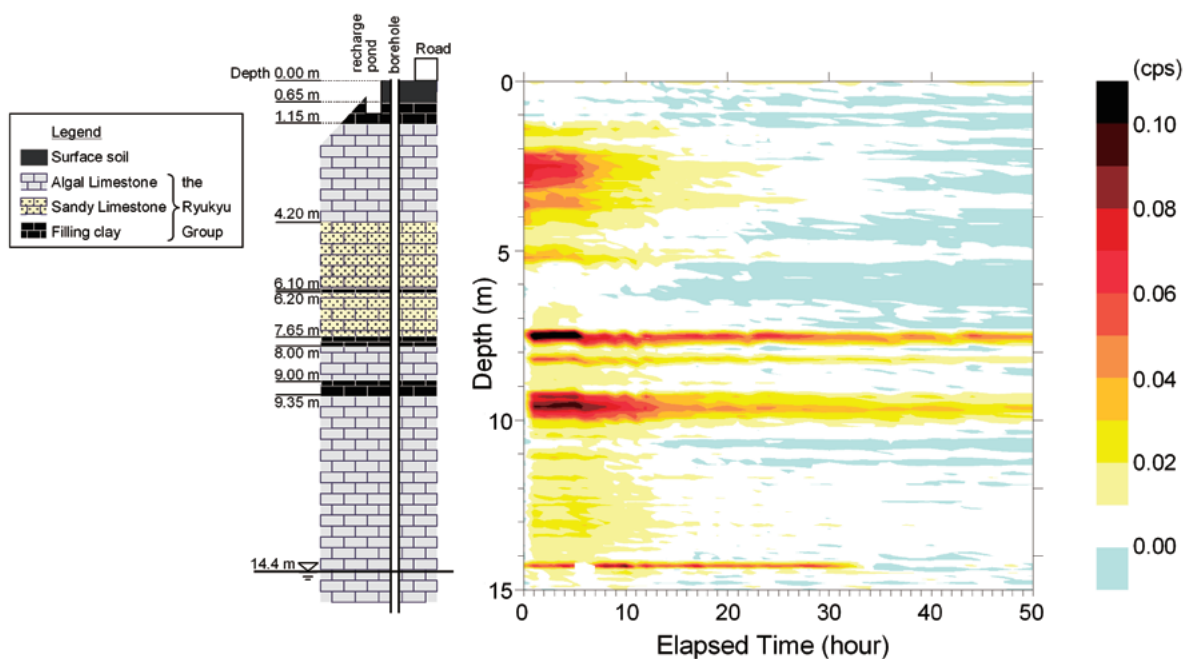 recharge
pond
borehole
Road
Depth 0.00 m
0.65 m
1.15 m
4.20 m
6.10 m
6.20 m
7.65 m
8.00 m
9.00 m
9.35 m
14.4 m
Legend
Surface soil
Algal Limestone
Sandy Limestone
Filling clay
the
Ryukyu
Group
Depth (m)
0
5
10
15
0
10
20
30
40
50
Elapsed Time (hour)
(cps)
0.10
0.08
0.06
0.04
0.02
0.00